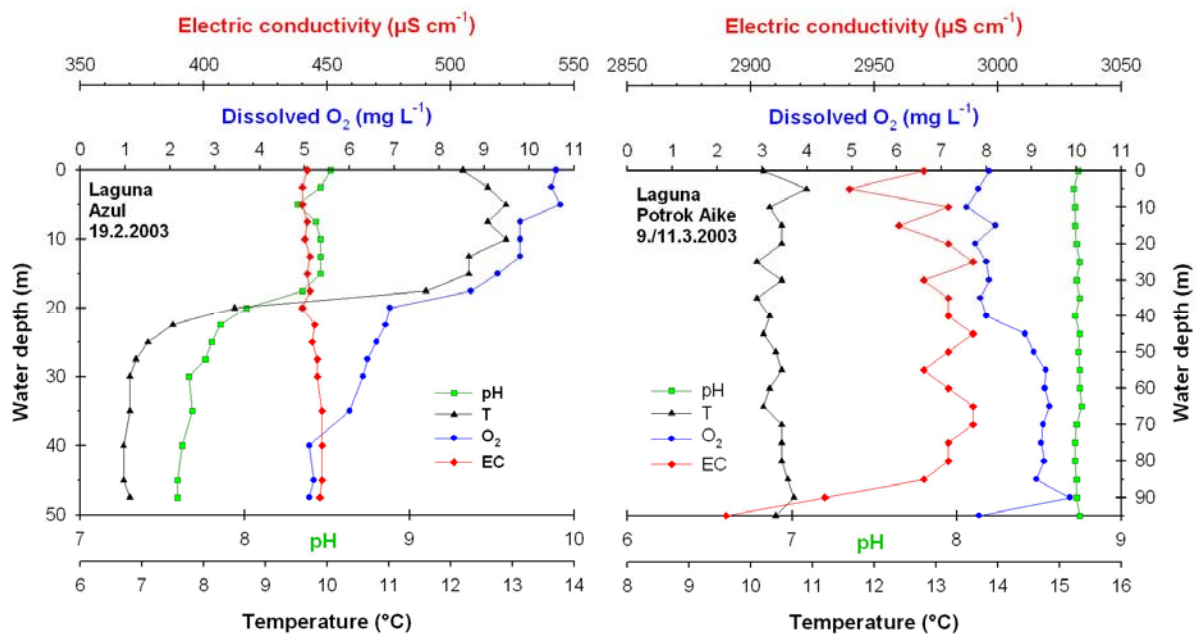 Electric conductivity (µS cm-1)
350 400 450 500 550
Dissolved O2 (mg L-1)
0 1 2 3 4 5 6 7 8 9 10 11
Water depth (m)
0
10
20
30
40
50
Laguna
Azul
19.2.2003
pH
T
O2
EC
7 8 9 10
pH
6 7 8 9 10 11 12 13 14
Temperature (°C)
Electric conductivity (µS cm-1)
2850 2900 2950 3000 3050
Dissolved O2 (mg L-1)
0 1 2 3 4 5 6 7 8 9 10 11
Laguna
Potrok Aike
9./11.3.2003
pH
T
O2
EC
0
10
20
30
40
50
60
70
80
90
Water depth (m)
6 7 8 9
pH
8 9 10 11 12 13 14 15 16
Temperature (°C)